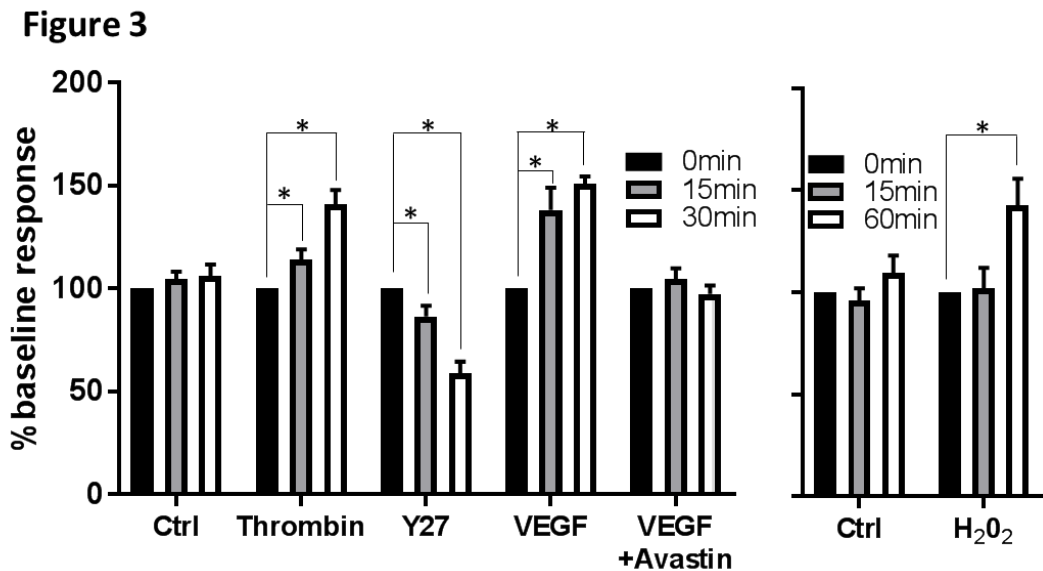 Figure 3
% baseline response
200
150
100
50
0
*
*
*
*
*
*
0min
15min
30min
Ctrl
Thrombin
Y27
VEGF
VEGF
+Avastin
*
0min
15min
60min
Ctrl
H₂0₂